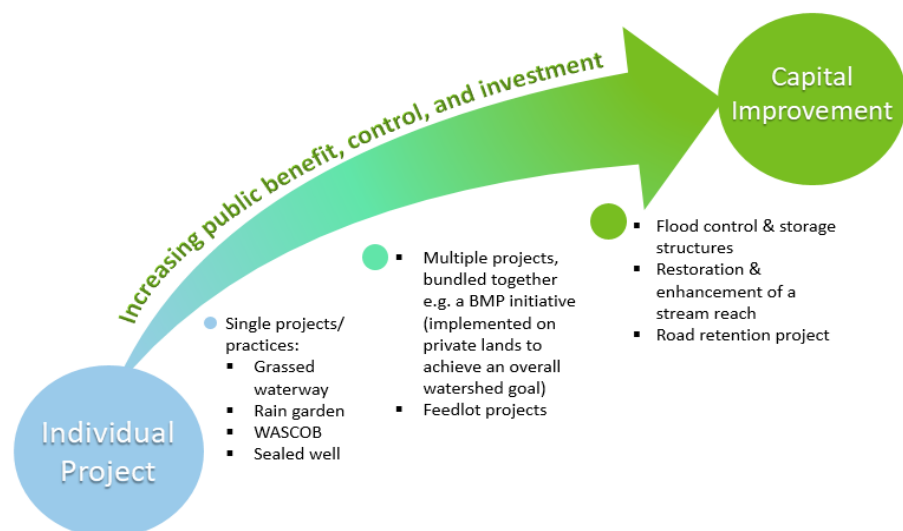 Increasing public benefit, control, and investment
Capital
Improvement
▪ Flood control & storage
structures
▪ Restoration &
enhancement of a
stream reach
▪ Road retention project
▪ Multiple projects,
bundled together
e.g. a BMP initiative
(implemented on
private lands to
achieve an overall
watershed goal)
▪ Feedlot projects
Single projects/
practices:
▪ Grassed
waterway
▪ Rain garden
▪ WASCOB
▪ Sealed well
Individual
Project